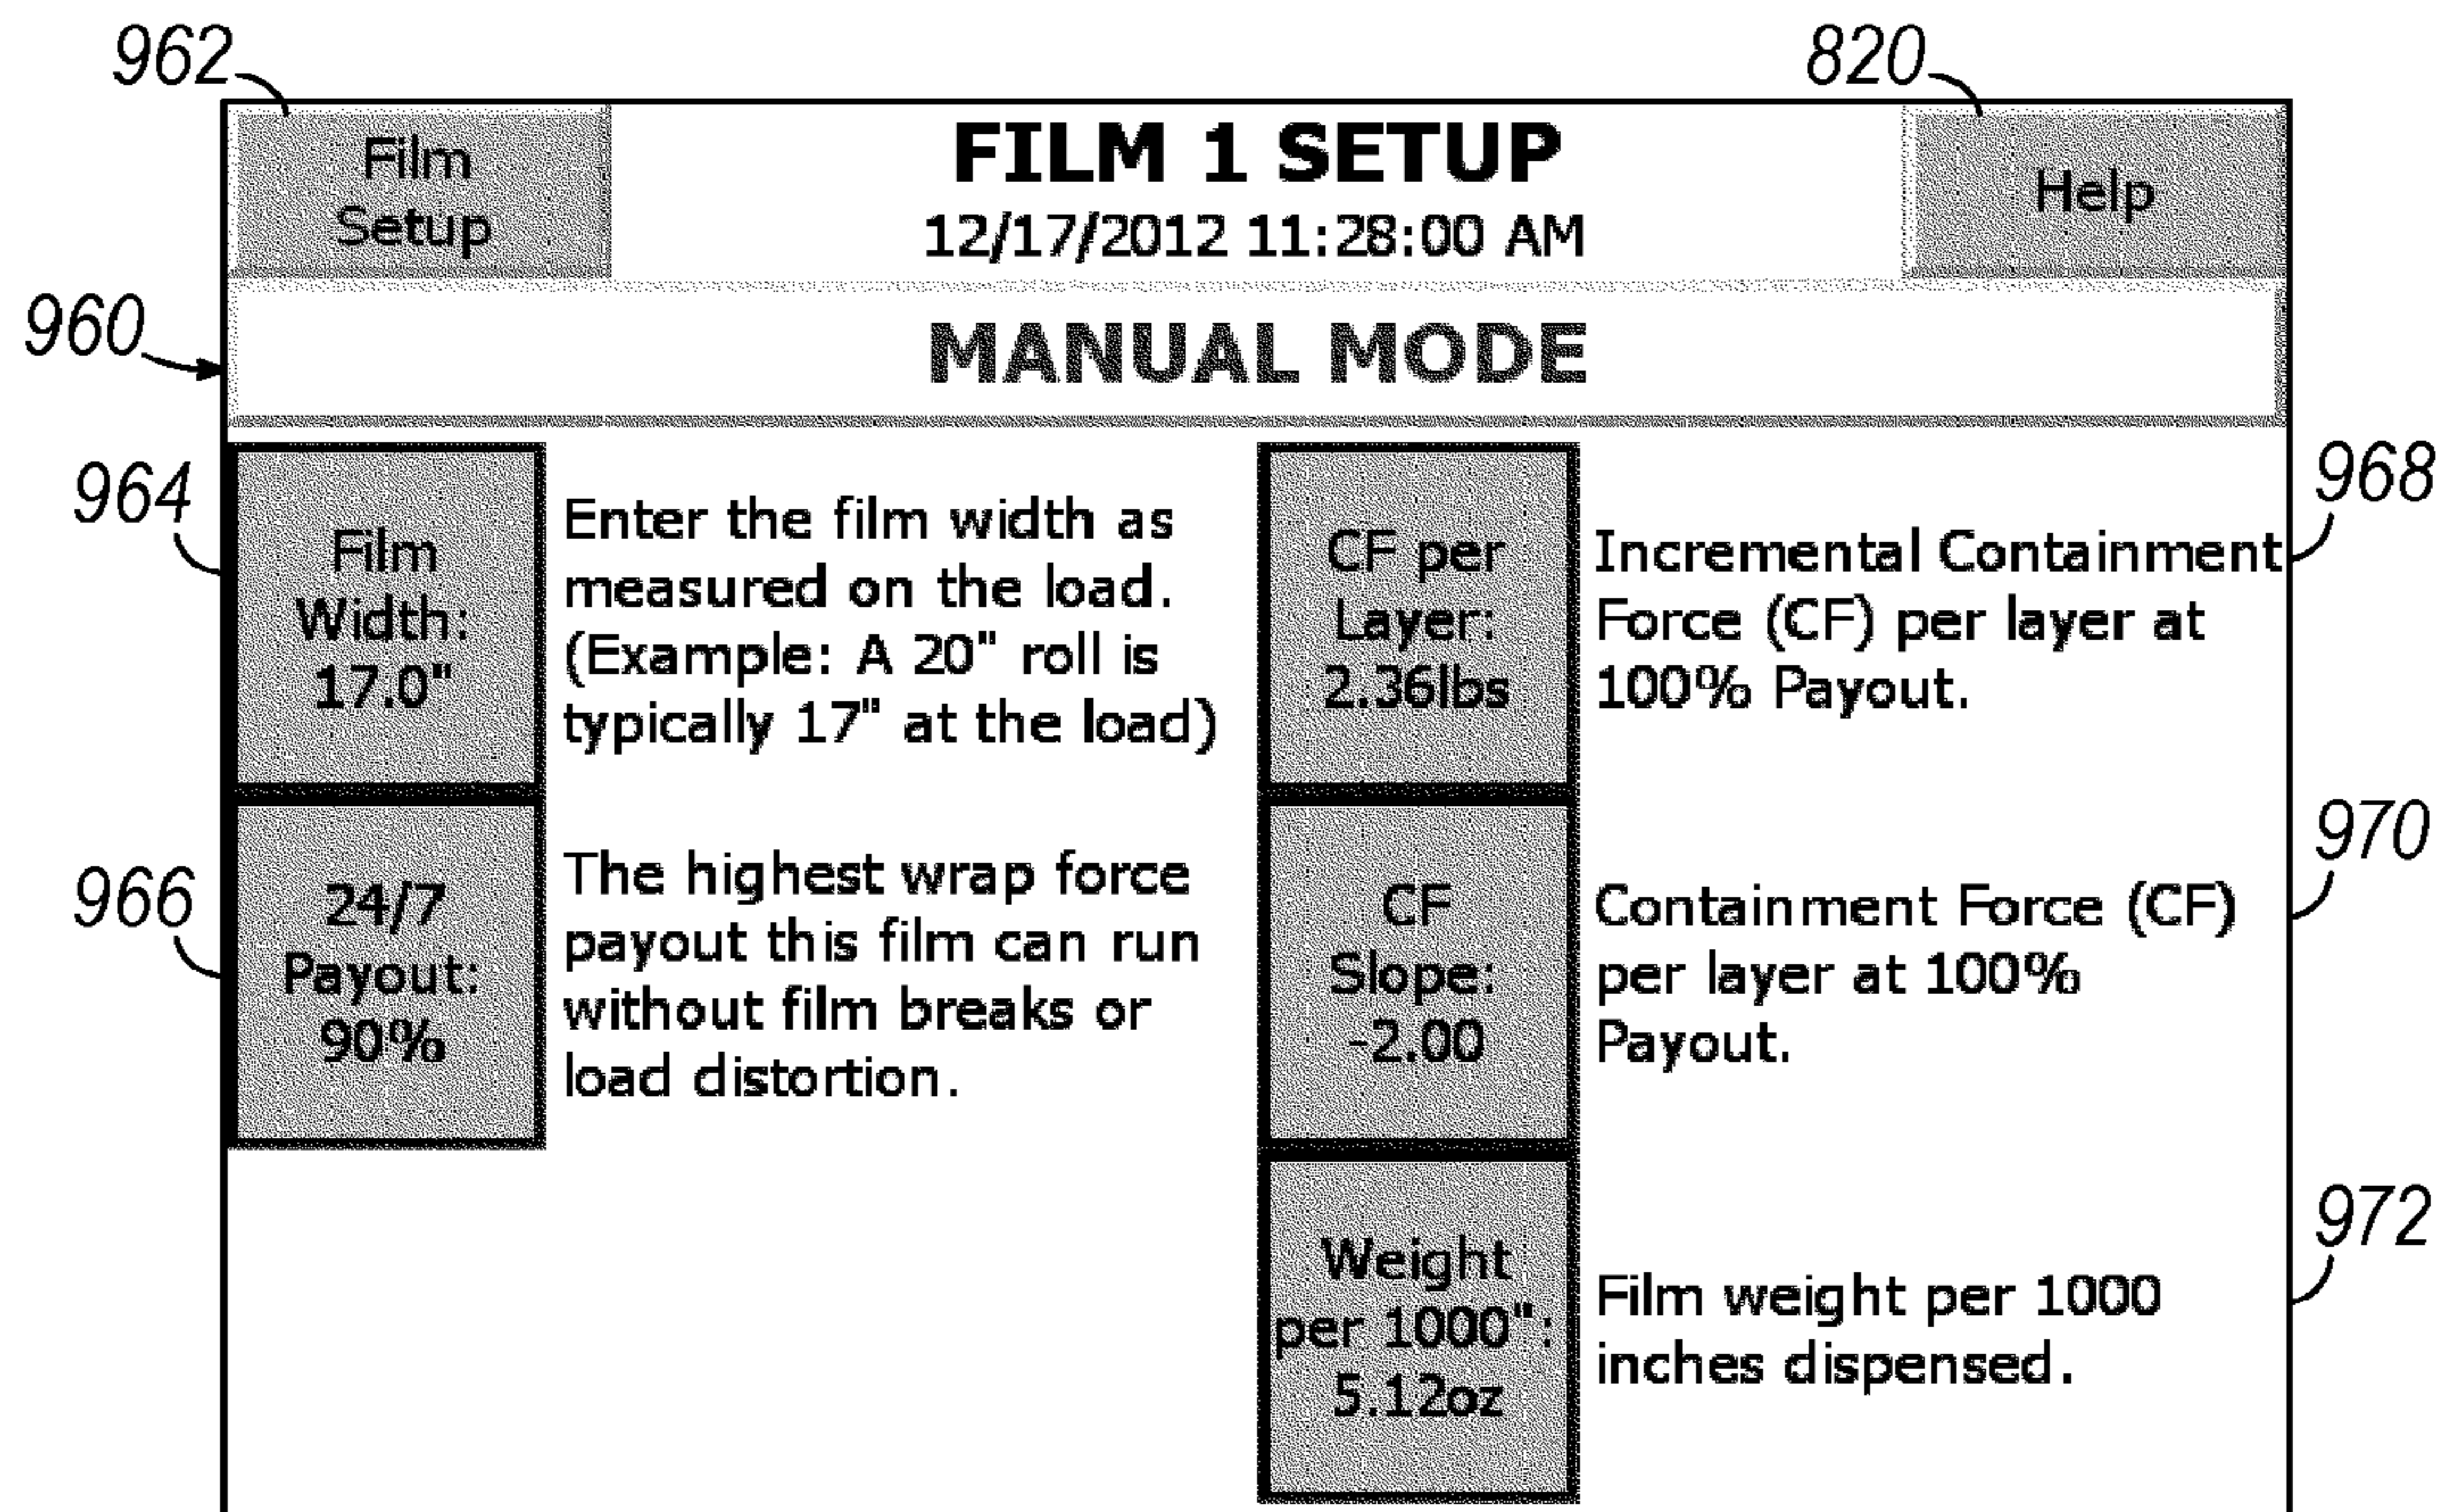 962
820
Film
Setup
FILM 1 SETUP
12/17/2012 11:28:00 AM
Help
960
MANUAL MODE
964
Film
Width:
17.0"
Enter the film width as
measured on the load.
(Example: A 20" roll is
typically 17" at the load)
CF per
Layer:
2.36lbs
Incremental Containment
Force (CF) per layer at
100% Payout.
968
966
24/7
Payout:
90%
The highest wrap force
payout this film can run
without film breaks or
load distortion.
CF
Slope:
-2.00
Containment Force (CF)
per layer at 100%
Payout.
970
Weight
per 1000":
5.12oz
Film weight per 1000
inches dispensed.
972